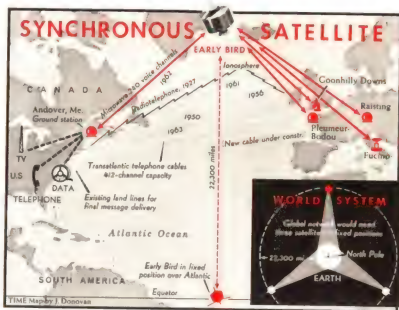 SYNCHRONOUS SATELLITE
EARLY BIRD
Microwave 240 voice channels
1962
Ionosphere
Radiotelephone, 1927
1961
1956
Goonhilly Downs
CANADA
Andover, Me.
Ground station
Raisting
Pleumeur-
Bodou
Fucino
1950
1963
New cable under constr.
Transatlantic telephone cables
412-channel capacity
TV
U.S
TELEPHONE
DATA
Existing land lines for
final message delivery
22,300 miles
WORLD SYSTEM
Global network would need
three satellites in fixed positions
22,300 mi.
North Pole
EARTH
Atlantic Ocean
SOUTH AMERICA
Early Bird in fixed
position over Atlantic
Equator
TIME Map by J. Donovan